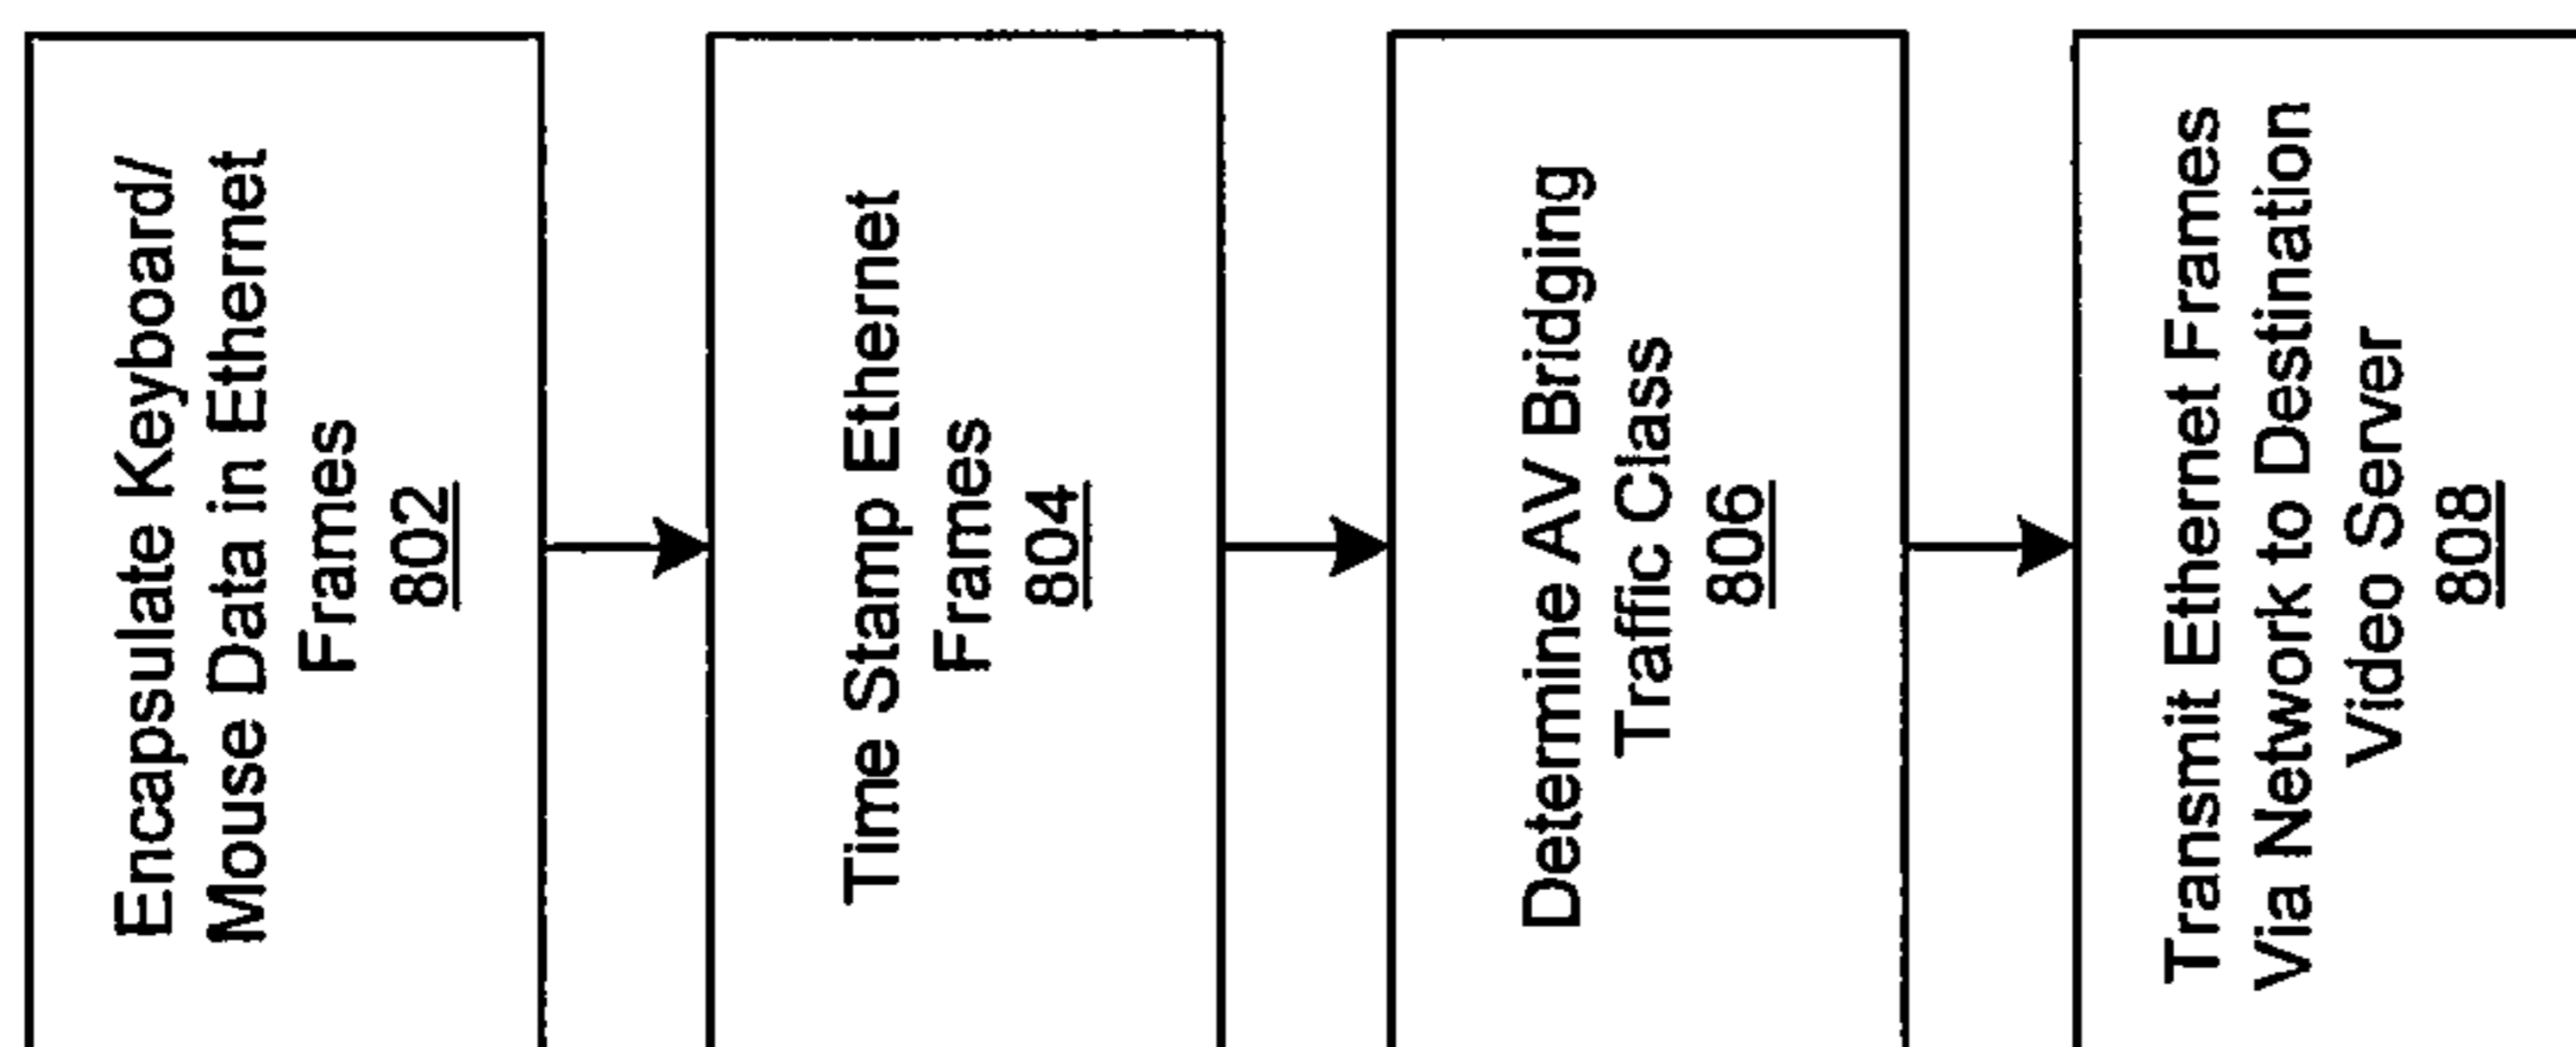 Encapsulate Keyboard/
Mouse Data in Ethernet
Frames
802
Time Stamp Ethernet
Frames
804
Determine AV Bridging
Traffic Class
806
Transmit Ethernet Frames
Via Network to Destination
Video Server
808